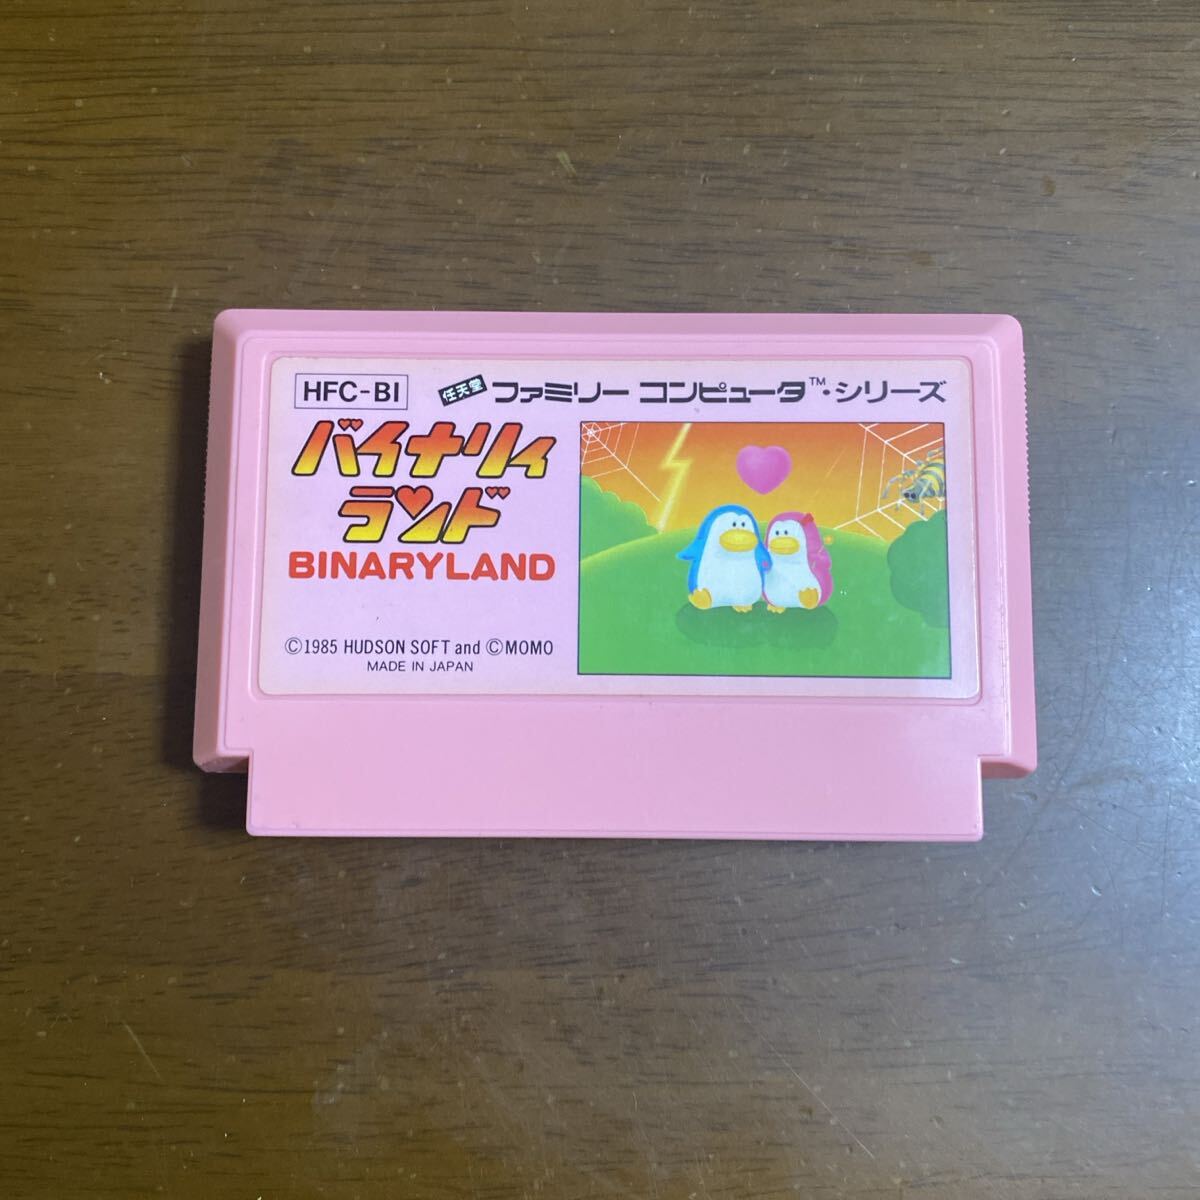 HFC-BI 任天堂 ファミリー コンピュータ™・シリーズ
バイナリィ
ランド
BINARYLAND
©1985 HUDSON SOFT and ©MOMO
MADE IN JAPAN